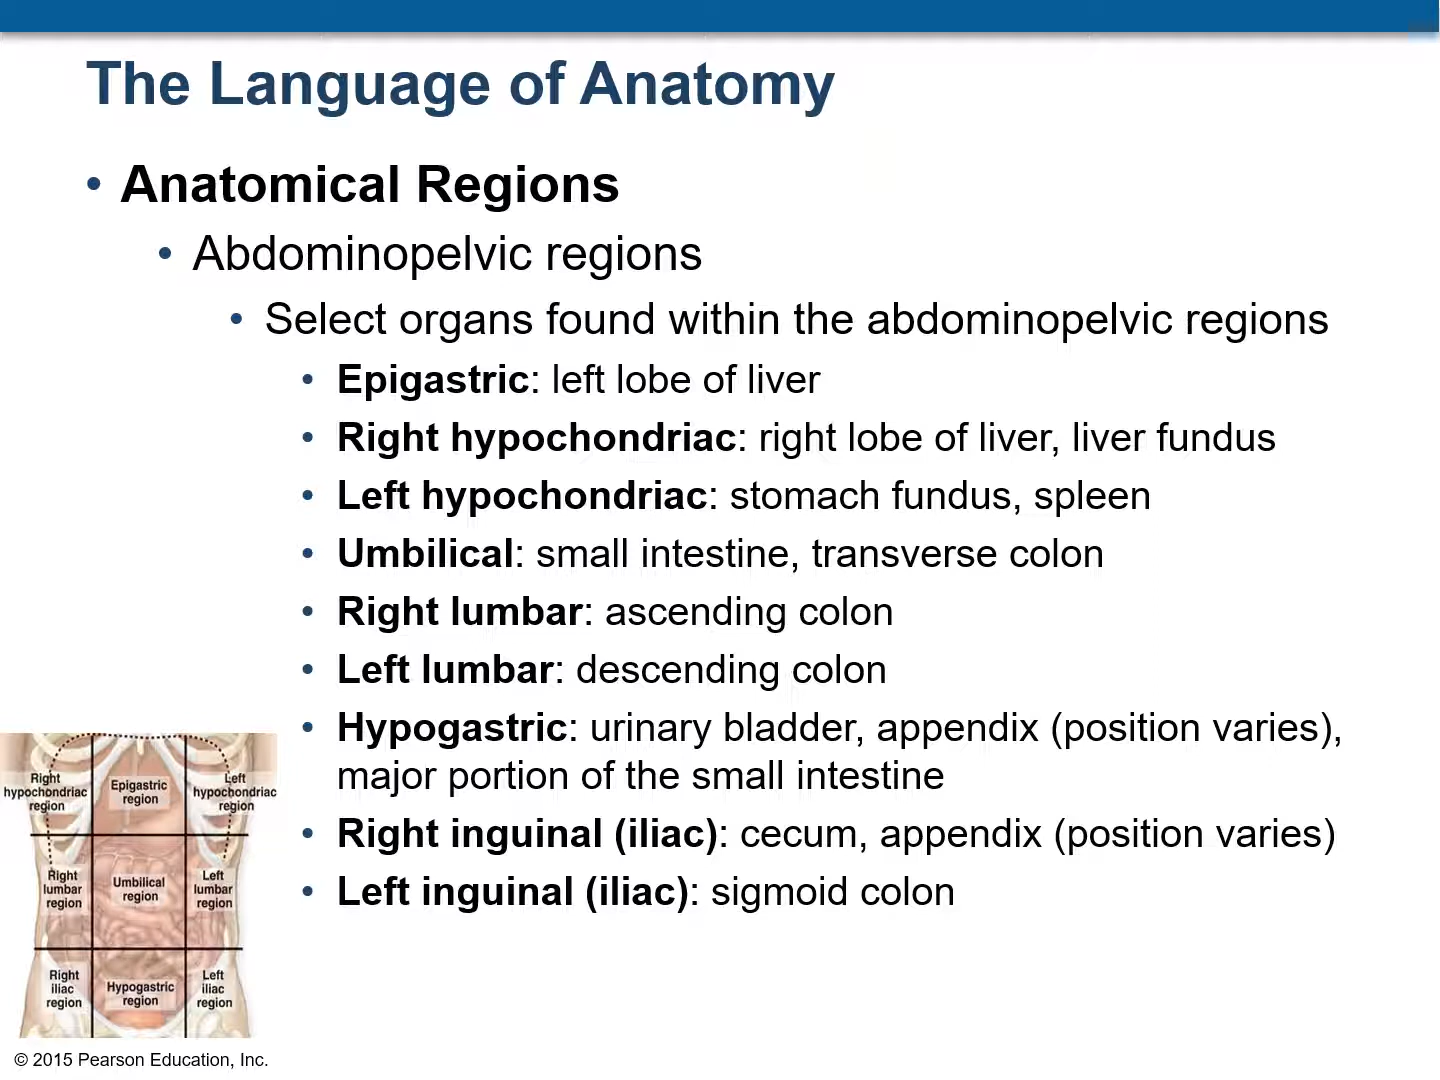 The Language of Anatomy
• Anatomical Regions
• Abdominopelvic regions
• Select organs found within the abdominopelvic regions
• Epigastric: left lobe of liver
• Right hypochondriac: right lobe of liver, liver fundus
• Left hypochondriac: stomach fundus, spleen
• Umbilical: small intestine, transverse colon
• Right lumbar: ascending colon
• Left lumbar: descending colon
• Hypogastric: urinary bladder, appendix (position varies),
major portion of the small intestine
• Right inguinal (iliac): cecum, appendix (position varies)
• Left inguinal (iliac): sigmoid colon
Right
hypochondriac
region
Epigastric
region
Left
hypochondriac
region
Right
lumbar
region
Umbilical
region
Left
lumbar
region
Right
iliac
region
Hypogastric
region
Left
iliac
region
© 2015 Pearson Education, Inc.